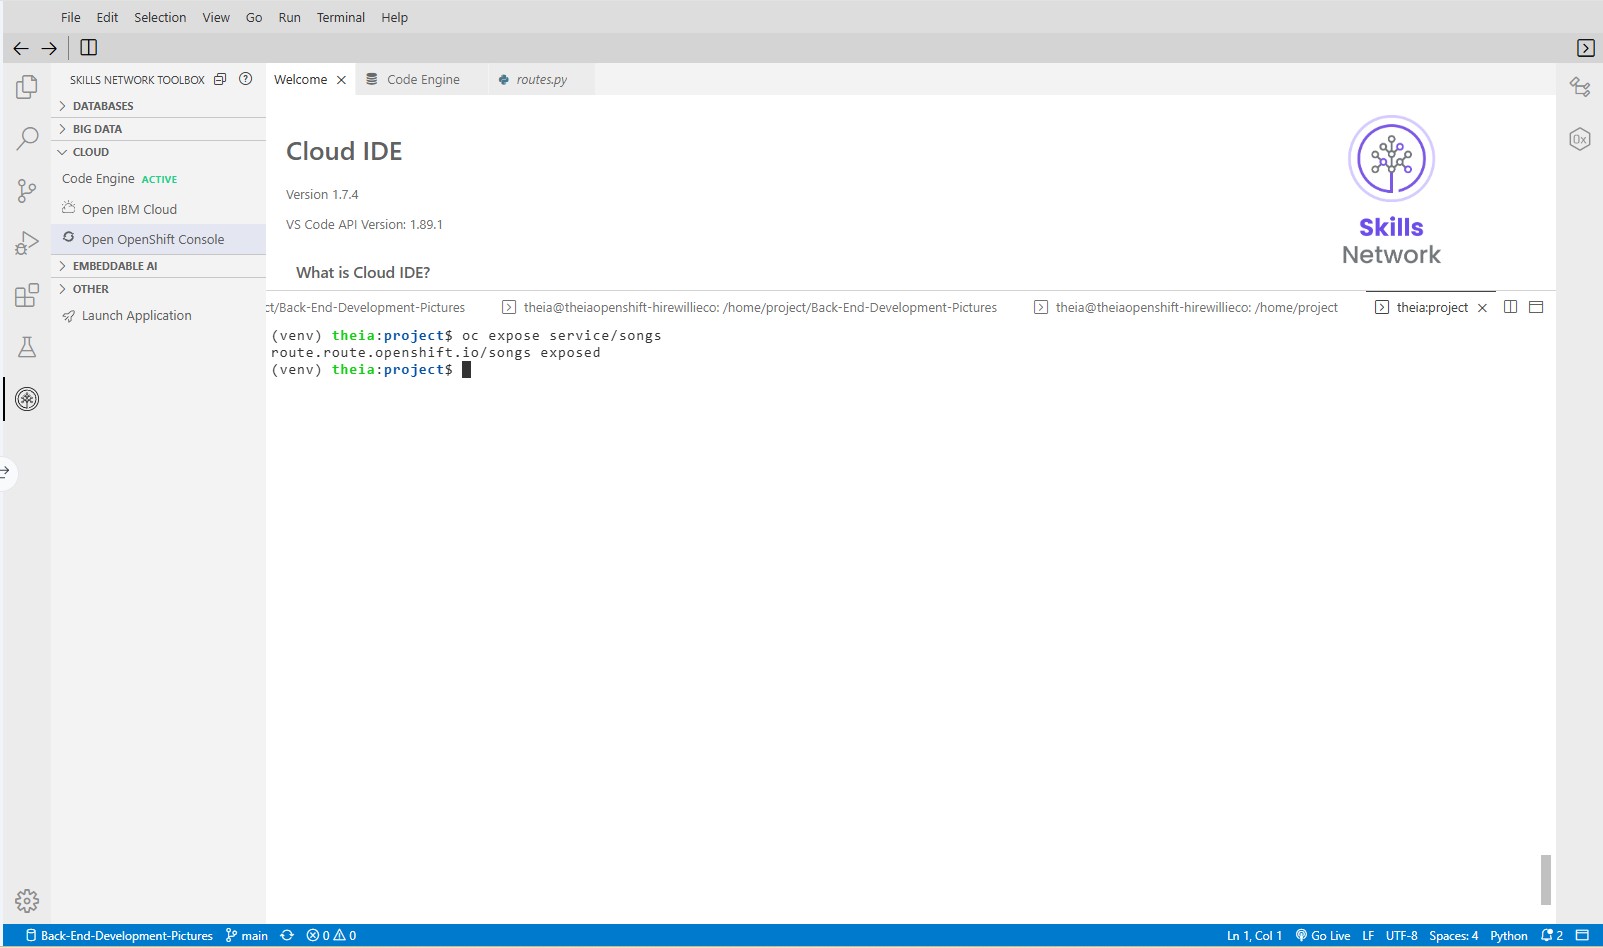 File Edit Selection View Go Run Terminal Help
SKILLS NETWORK TOOLBOX
Welcome
Code Engine
routes.py
DATABASES
BIG DATA
CLOUD
Code Engine ACTIVE
Open IBM Cloud
Open OpenShift Console
EMBEDDABLE AI
OTHER
Launch Application
Cloud IDE
Version 1.7.4
VS Code API Version: 1.89.1
What is Cloud IDE?
Skills
Network
0x
ct/Back-End-Development-Pictures
theia@theiaopenshift-hirewillieco: /home/project/Back-End-Development-Pictures
theia@theiaopenshift-hirewillieco: /home/project
theia:project
(venv) theia:project$ oc expose service/songs
route.route.openshift.io/songs exposed
(venv) theia:project$
Back-End-Development-Pictures main 0 0 Ln 1, Col 1 Go Live LF UTF-8 Spaces: 4 Python 2